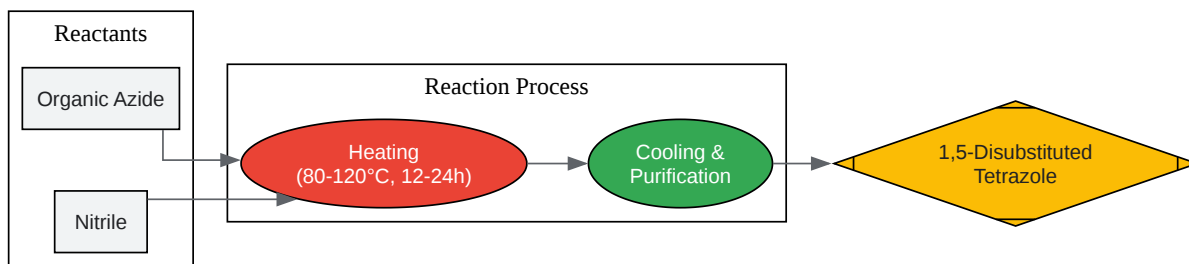 Reactants
Organic Azide
Nitrile
Reaction Process
Heating
(80-120°C, 12-24h)
Cooling &
Purification
1,5-Disubstituted
Tetrazole